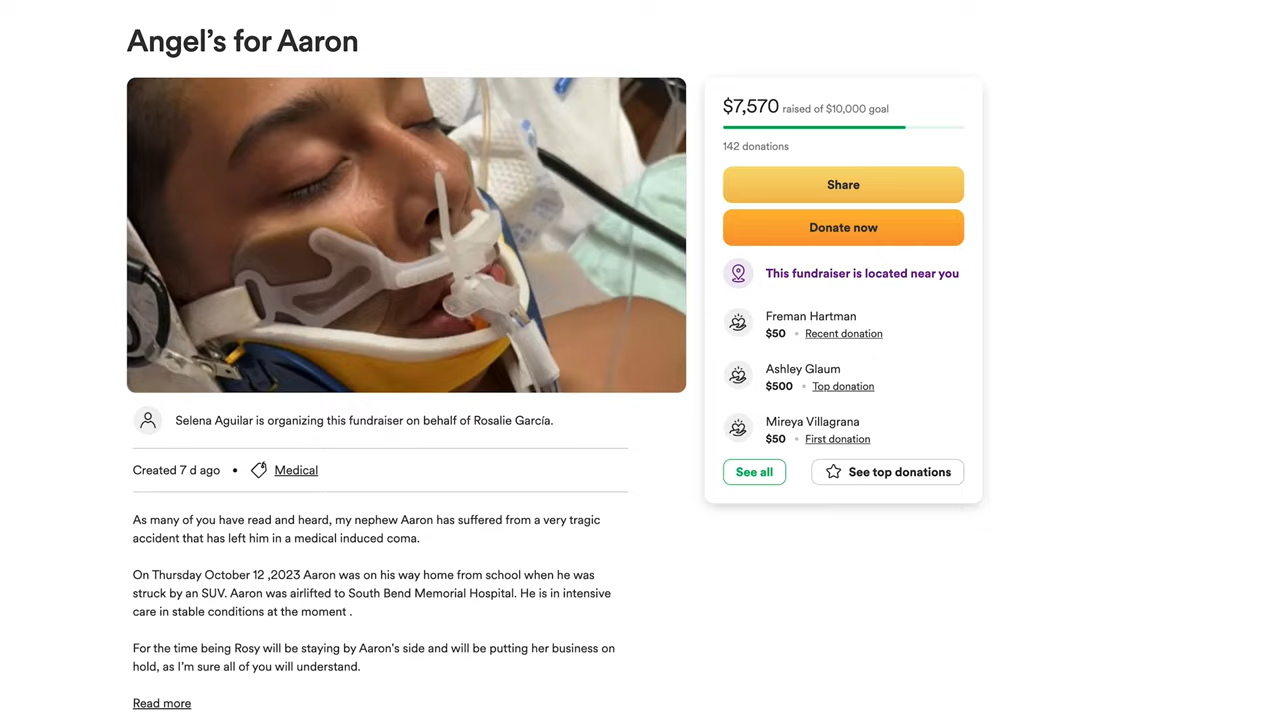 Angel’s for Aaron
$7,570 raised of $10,000 goal
142 donations
Share
Donate now
This fundraiser is located near you
Freman Hartman
$50 • Recent donation
Ashley Glaum
$500 • Top donation
Mireya Villagrana
$50 • First donation
See all
See top donations
Selena Aguilar is organizing this fundraiser on behalf of Rosalie García.
Created 7 d ago • Medical
As many of you have read and heard, my nephew Aaron has suffered from a very tragic
accident that has left him in a medical induced coma.
On Thursday October 12 ,2023 Aaron was on his way home from school when he was
struck by an SUV. Aaron was airlifted to South Bend Memorial Hospital. He is in intensive
care in stable conditions at the moment .
For the time being Rosy will be staying by Aaron's side and will be putting her business on
hold, as I’m sure all of you will understand.
Read more